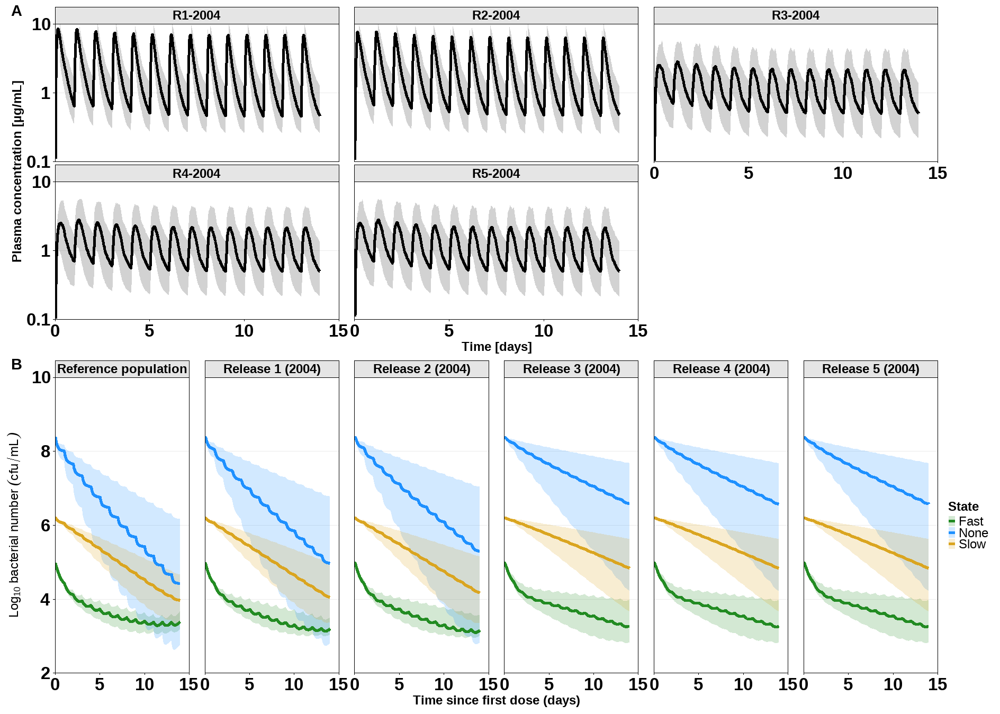 A
R1-2004
R2-2004
R3-2004
10
1
0.1
0 5 10 15
R4-2004
R5-2004
10
1
0.1
0 5 10 15
0 5 10 15
Plasma concentration [µg/mL]
Time [days]
B
Reference population
Release 1 (2004)
Release 2 (2004)
Release 3 (2004)
Release 4 (2004)
Release 5 (2004)
10
8
6
4
2
Log10 bacterial number (cfu/mL)
0 5 10 15
0 5 10 15
0 5 10 15
0 5 10 15
0 5 10 15
0 5 10 15
Time since first dose (days)
State
Fast
None
Slow